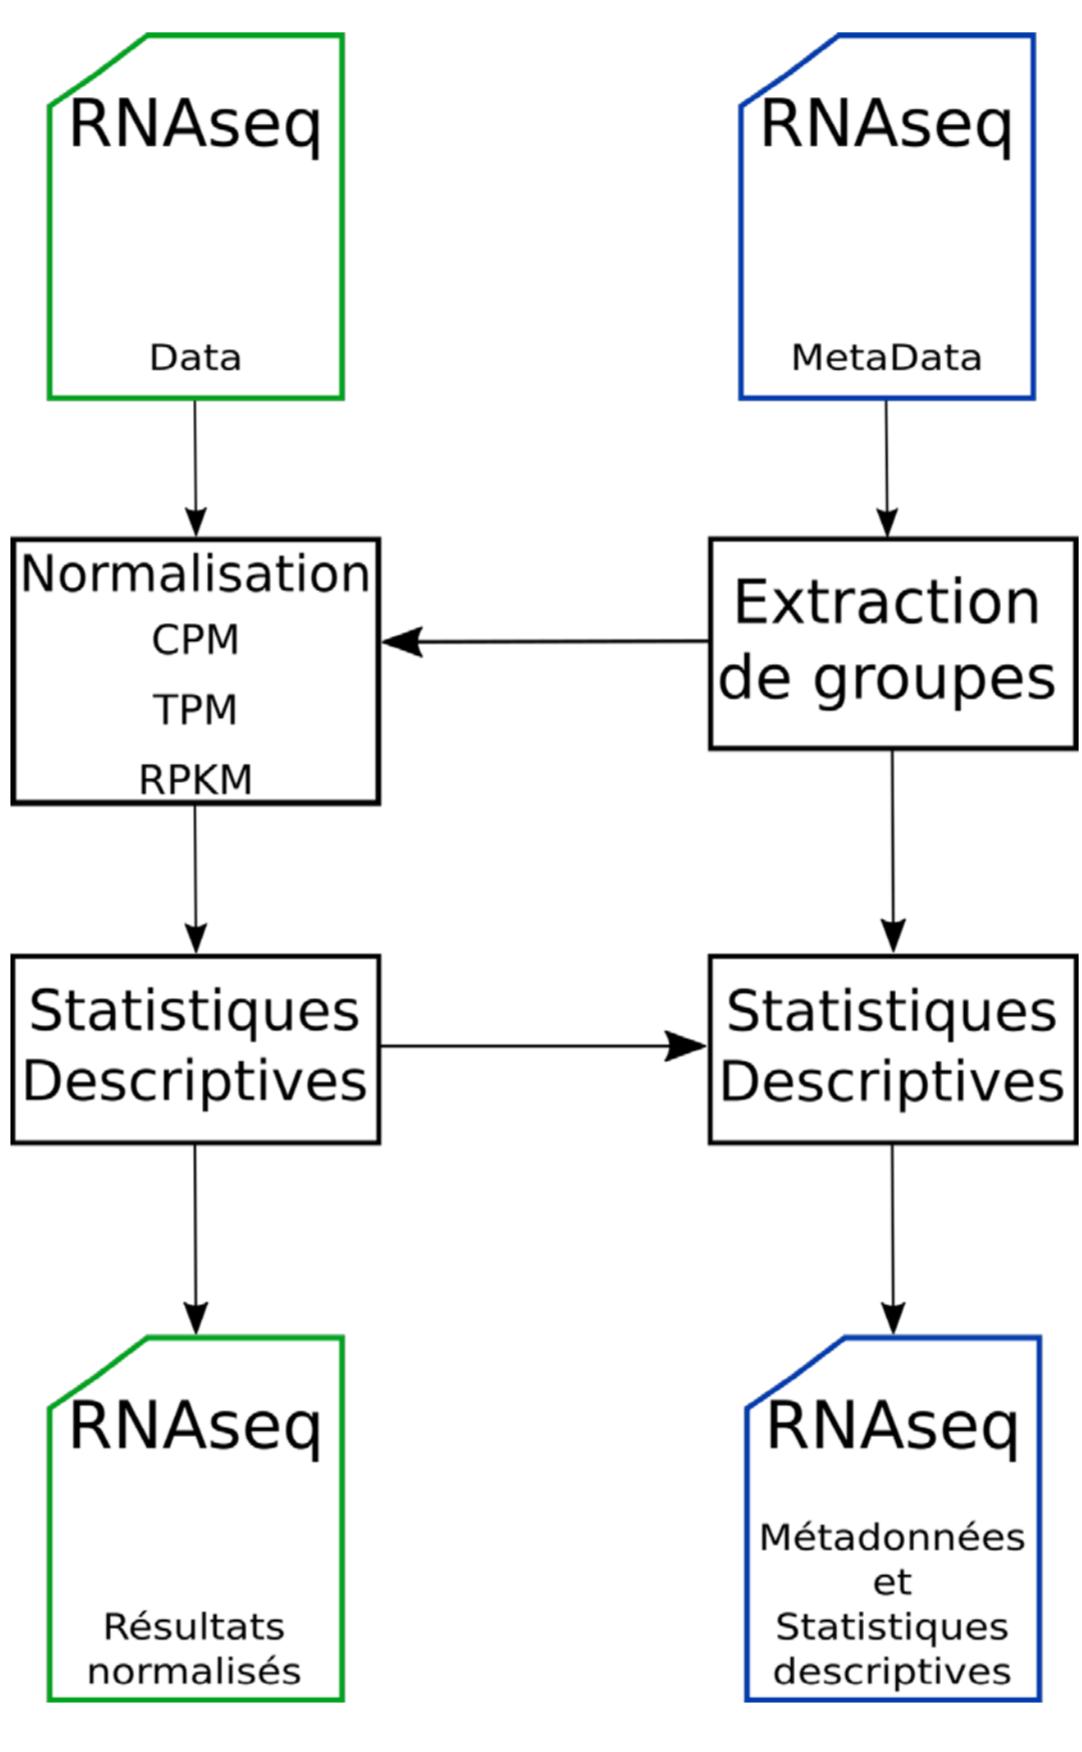 RNAseq
Data
RNAseq
MetaData
Normalisation
CPM
TPM
RPKM
Extraction
de groupes
Statistiques
Descriptives
Statistiques
Descriptives
RNAseq
Résultats
normalisés
RNAseq
Métadonnées
et
Statistiques
descriptives